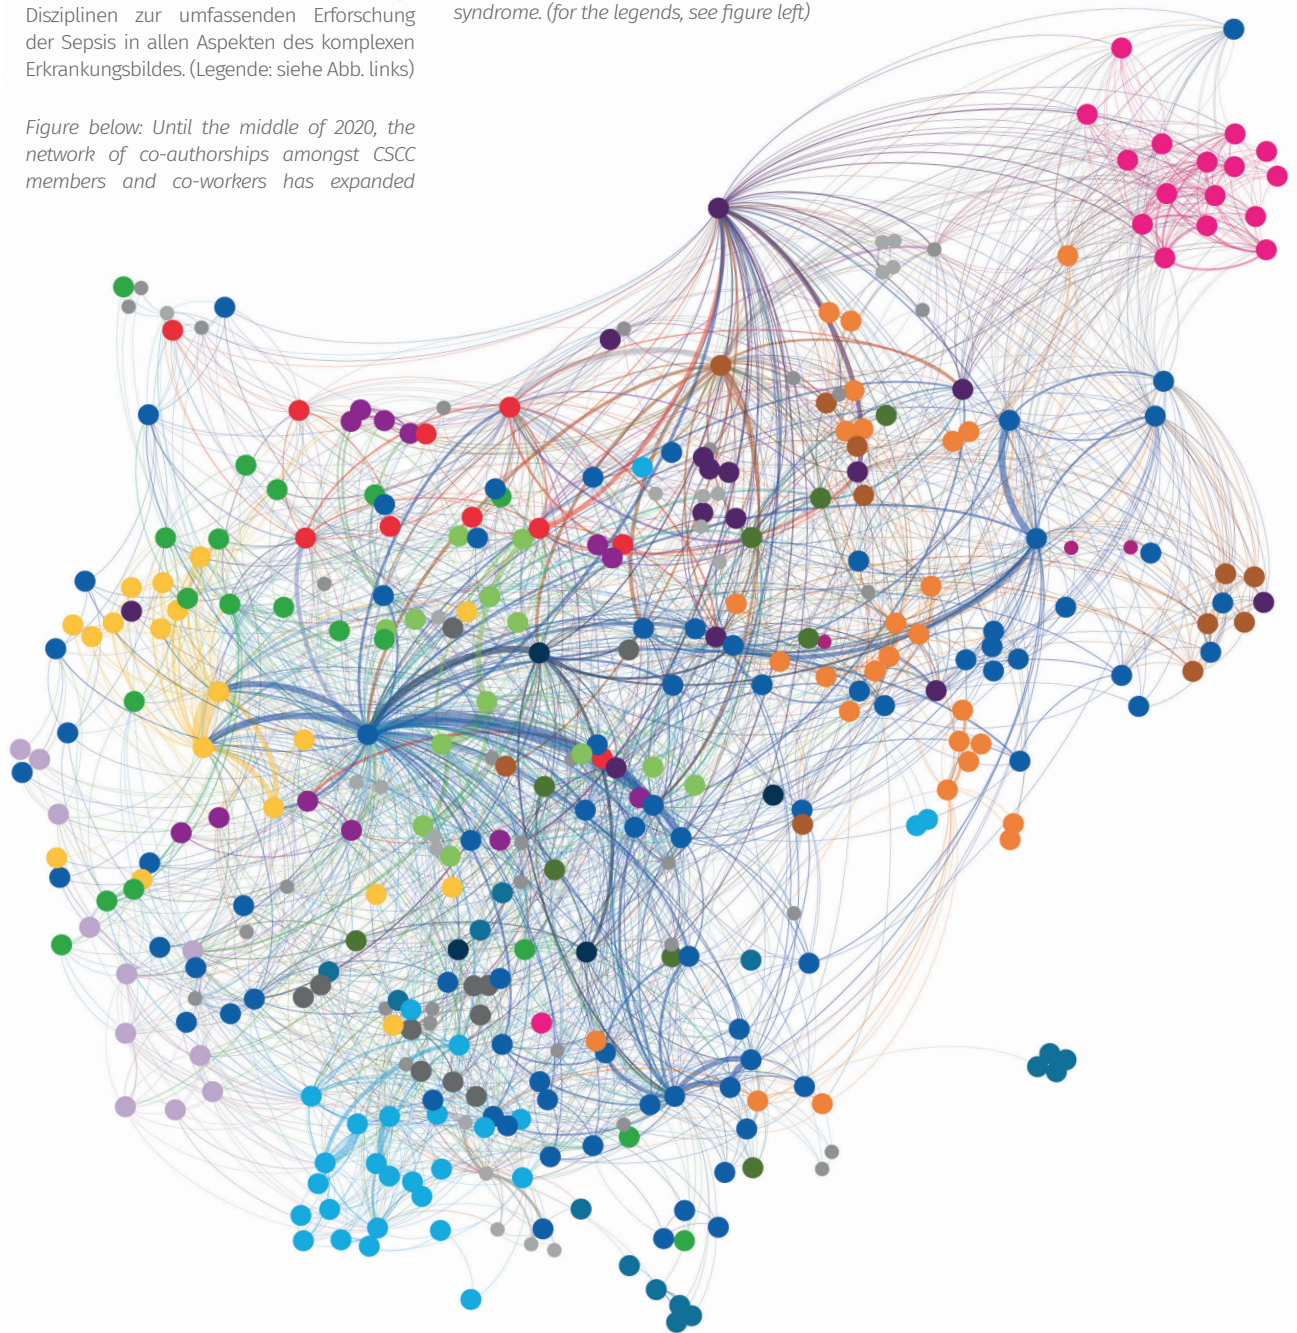 Disziplinen zur umfassenden Erforschung
der Sepsis in allen Aspekten des komplexen
Erkrankungsbildes. (Legende: siehe Abb. links)
Figure below: Until the middle of 2020, the
network of co-authorships amongst CSCC
members and co-workers has expanded
syndrome. (for the legends, see figure left)